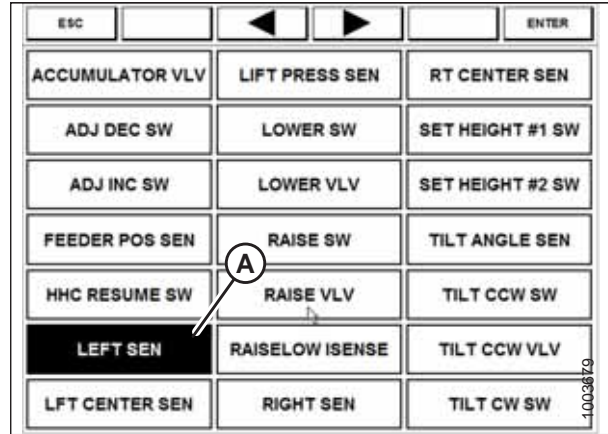 ESC ENTER
ACCUMULATOR VLV LIFT PRESS SEN RT CENTER SEN
ADJ DEC SW LOWER SW SET HEIGHT #1 SW
ADJ INC SW LOWER VLV SET HEIGHT #2 SW
FEEDER POS SEN RAISE SW TILT ANGLE SEN
A
HHC RESUME SW RAISE VLV TILT CCW SW
LEFT SEN RAISELOW ISENSE TILT CCW VLV
LFT CENTER SEN RIGHT SEN TILT CW SW
1003679